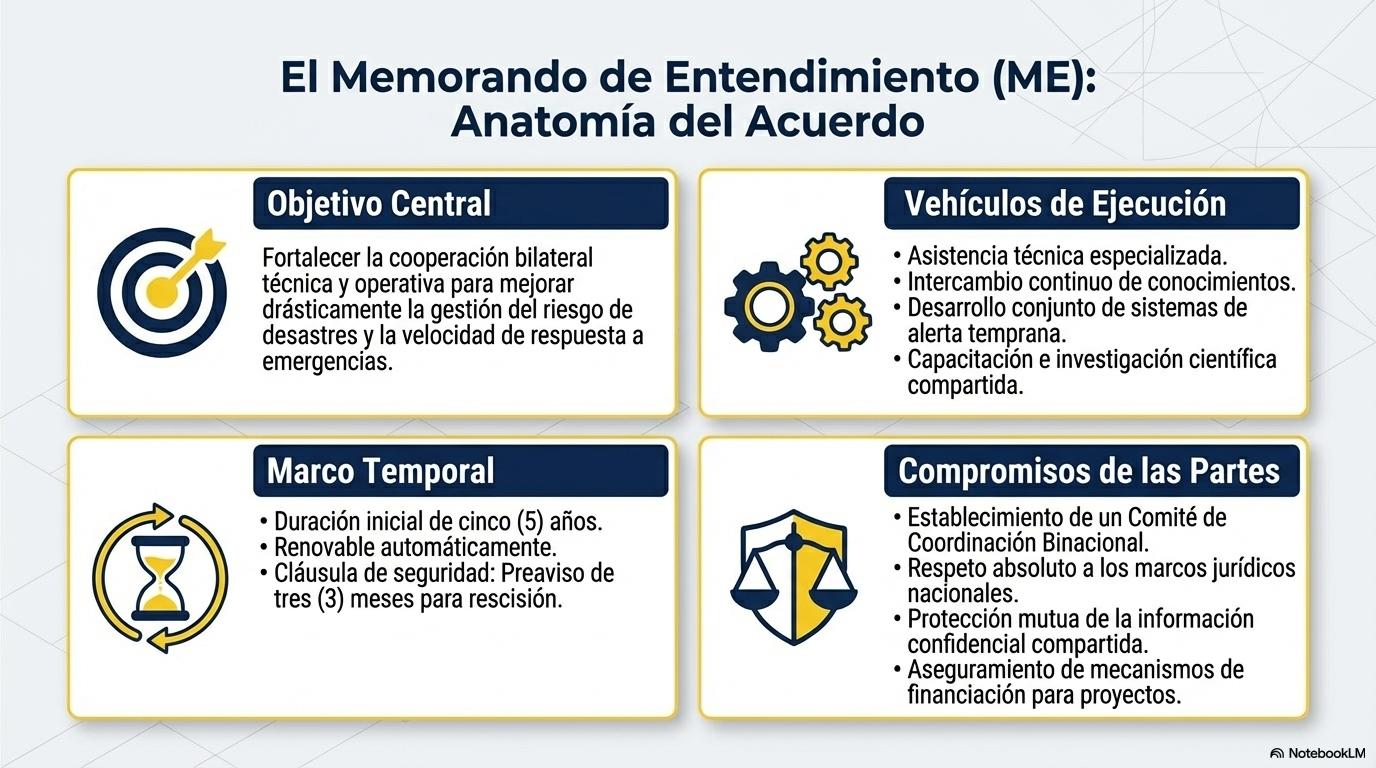 El Memorando de Entendimiento (ME):
Anatomía del Acuerdo
Objetivo Central
Fortalecer la cooperación bilateral
técnica y operativa para mejorar
drásticamente la gestión del riesgo de
desastres y la velocidad de respuesta a
emergencias.
Vehículos de Ejecución
• Asistencia técnica especializada.
• Intercambio continuo de conocimientos.
• Desarrollo conjunto de sistemas de
alerta temprana.
• Capacitación e investigación científica
compartida.
Marco Temporal
• Duración inicial de cinco (5) años.
• Renovable automáticamente.
• Cláusula de seguridad: Preaviso de
tres (3) meses para rescisión.
Compromisos de las Partes
• Establecimiento de un Comité de
Coordinación Binacional.
• Respeto absoluto a los marcos jurídicos
nacionales.
• Protección mutua de la información
confidencial compartida.
• Aseguramiento de mecanismos de
financiación para proyectos.
NotebookLM